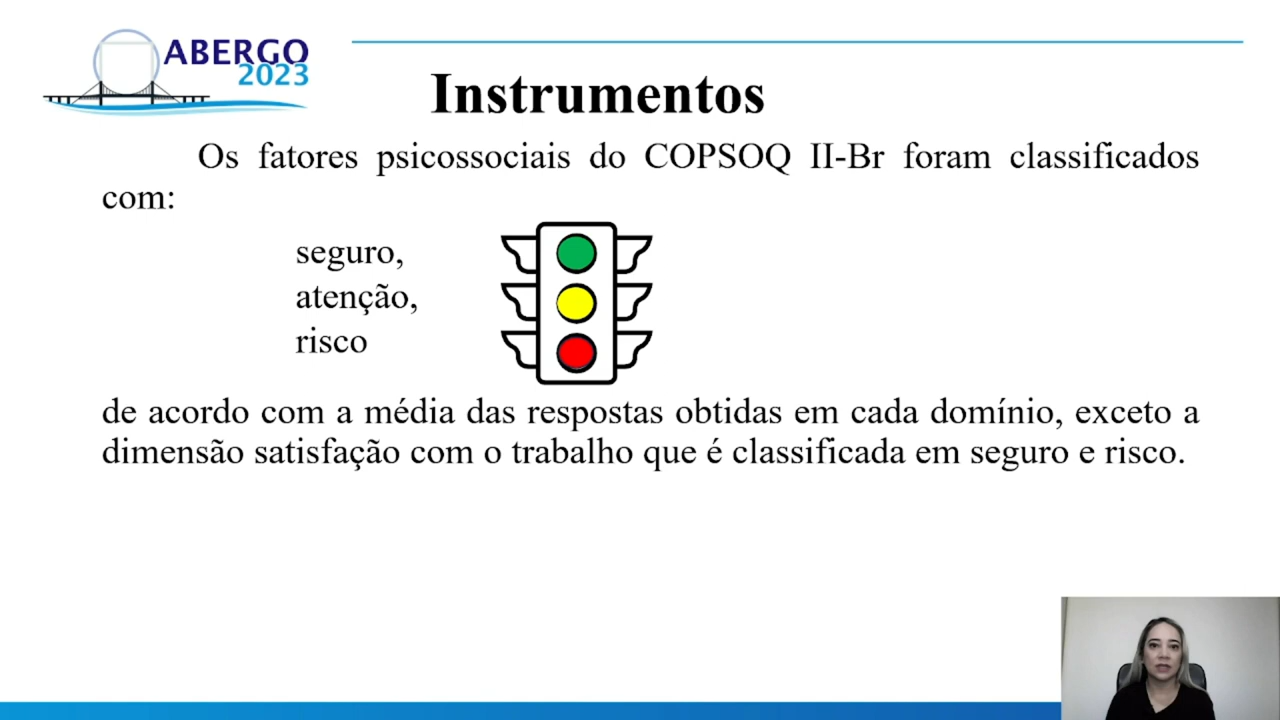 ABERGO
2023
Instrumentos
Os fatores psicossociais do COPSOQ II-Br foram classificados
com:
seguro,
atenção,
risco
de acordo com a média das respostas obtidas em cada domínio, exceto a
dimensão satisfação com o trabalho que é classificada em seguro e risco.